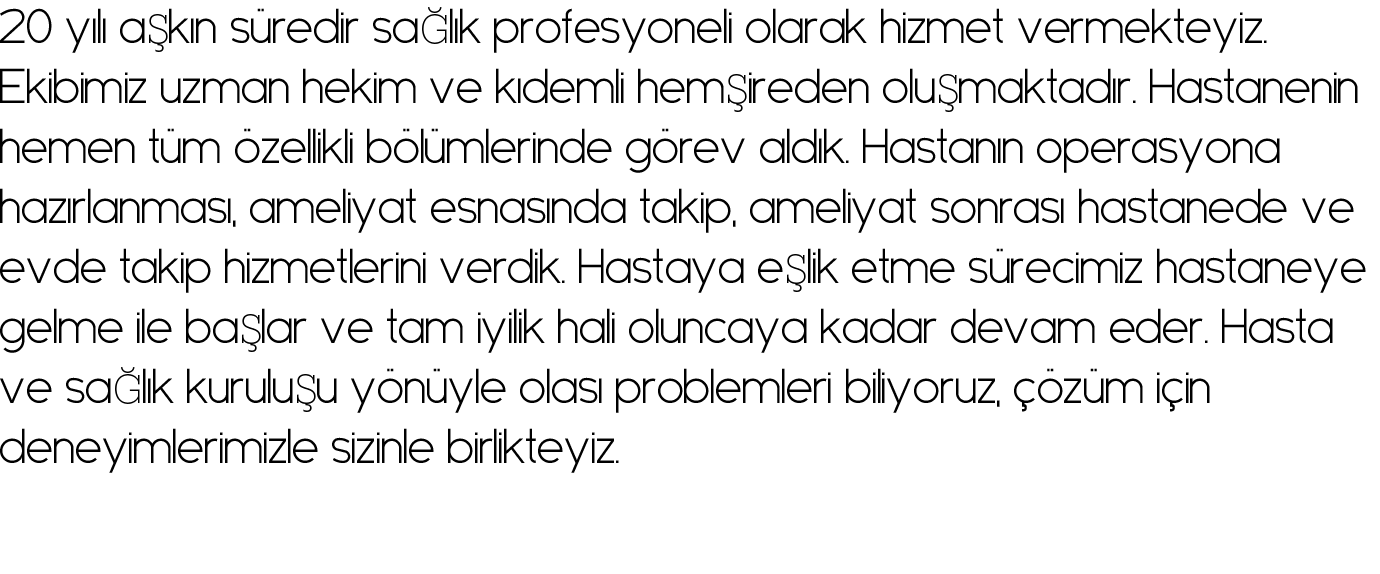 20 yılı aşkın süredir sağlık profesyoneli olarak hizmet vermekteyiz.
Ekibimiz uzman hekim ve kıdemli hemşireden oluşmaktadır. Hastanenin
hemen tüm özellikli bölümlerinde görev aldık. Hastanın operasyona
hazırlanması, ameliyat esnasında takip, ameliyat sonrası hastanede ve
evde takip hizmetlerini verdik. Hastaya eşlik etme sürecimiz hastaneye
gelme ile başlar ve tam iyilik hali oluncaya kadar devam eder. Hasta
ve sağlık kuruluşu yönüyle olası problemleri biliyoruz, çözüm için
deneyimlerimizle sizinle birlikteyiz.